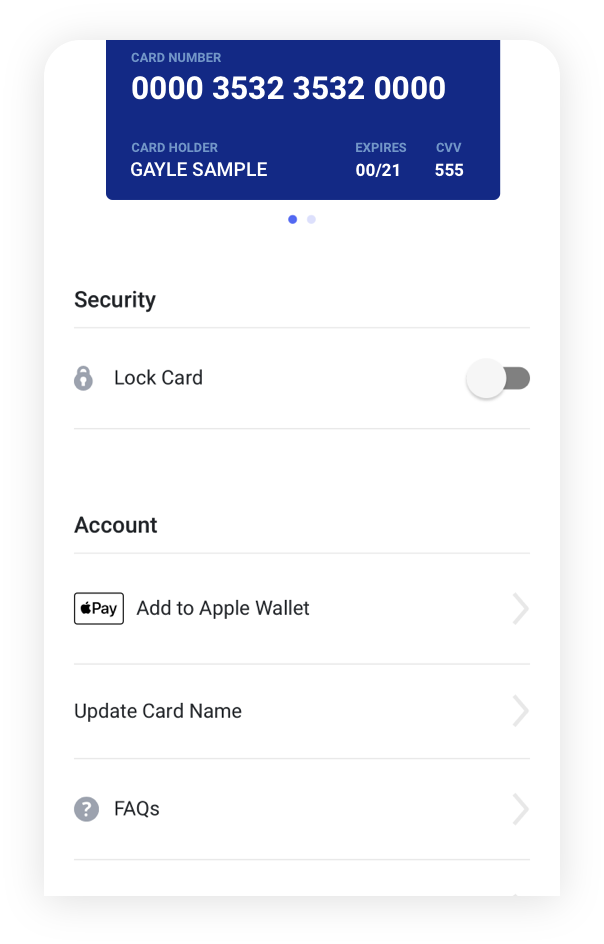 CARD NUMBER
0000 3532 3532 0000
CARD HOLDER EXPIRES CVV
GAYLE SAMPLE 00/21 555
Security
Lock Card
Account
Pay Add to Apple Wallet
Update Card Name
? FAQs